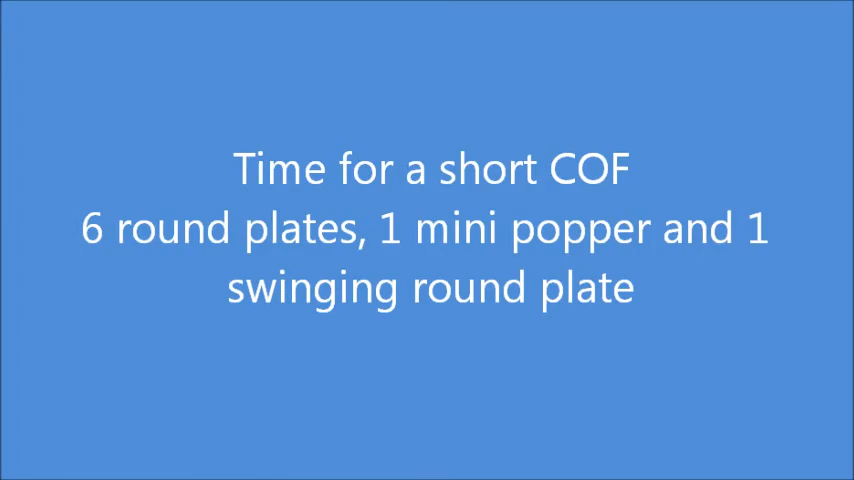 Time for a short COF
6 round plates, 1 mini popper and 1
swinging round plate